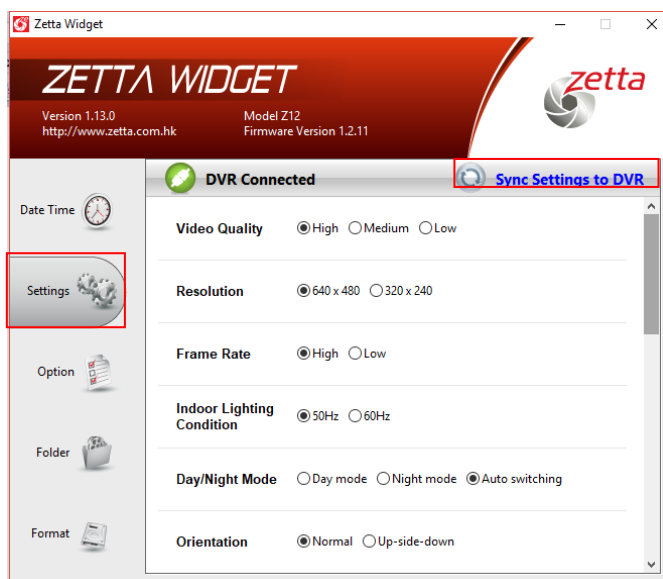 Zetta Widget
ZETTA WIDGET
zetta
Version 1.13.0 Model Z12
http://www.zetta.com.hk Firmware Version 1.2.11
DVR Connected Sync Settings to DVR
Date Time
Settings
Option
Folder
Format
Video Quality High Medium Low
Resolution 640 x 480 320 x 240
Frame Rate High Low
Indoor Lighting
Condition 50Hz 60Hz
Day/Night Mode Day mode Night mode Auto switching
Orientation Normal Up-side-down